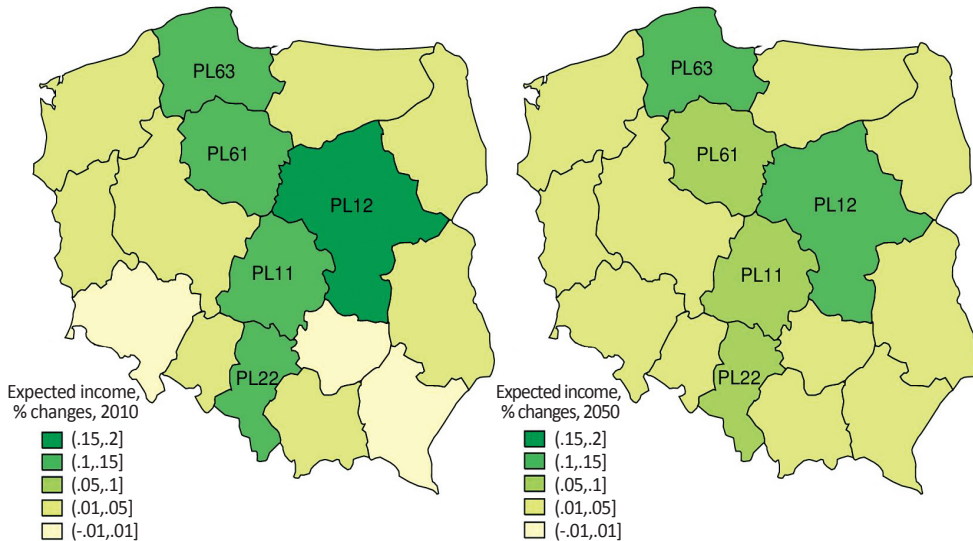 PL63
PL61
PL12
PL11
PL22
Expected income,
% changes, 2010
(.15,.2]
(.1,.15]
(.05,.1]
(.01,.05]
(-.01,.01]
PL63
PL61
PL12
PL11
PL22
Expected income,
% changes, 2050
(.15,.2]
(.1,.15]
(.05,.1]
(.01,.05]
(-.01,.01]